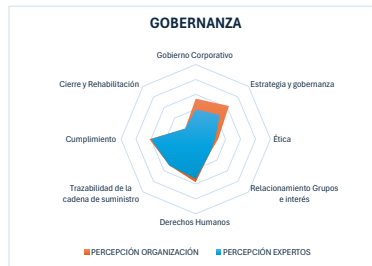 GOBERNANZA
Gobierno Corporativo
Cierre y Rehabilitación
Estrategia y gobernanza
Cumplimiento
Ética
Trazabilidad de la
cadena de suministro
Relacionamiento Grupos
e interés
Derechos Humanos
PERCEPCIÓN ORGANIZACIÓN
PERCEPCIÓN EXPERTOS